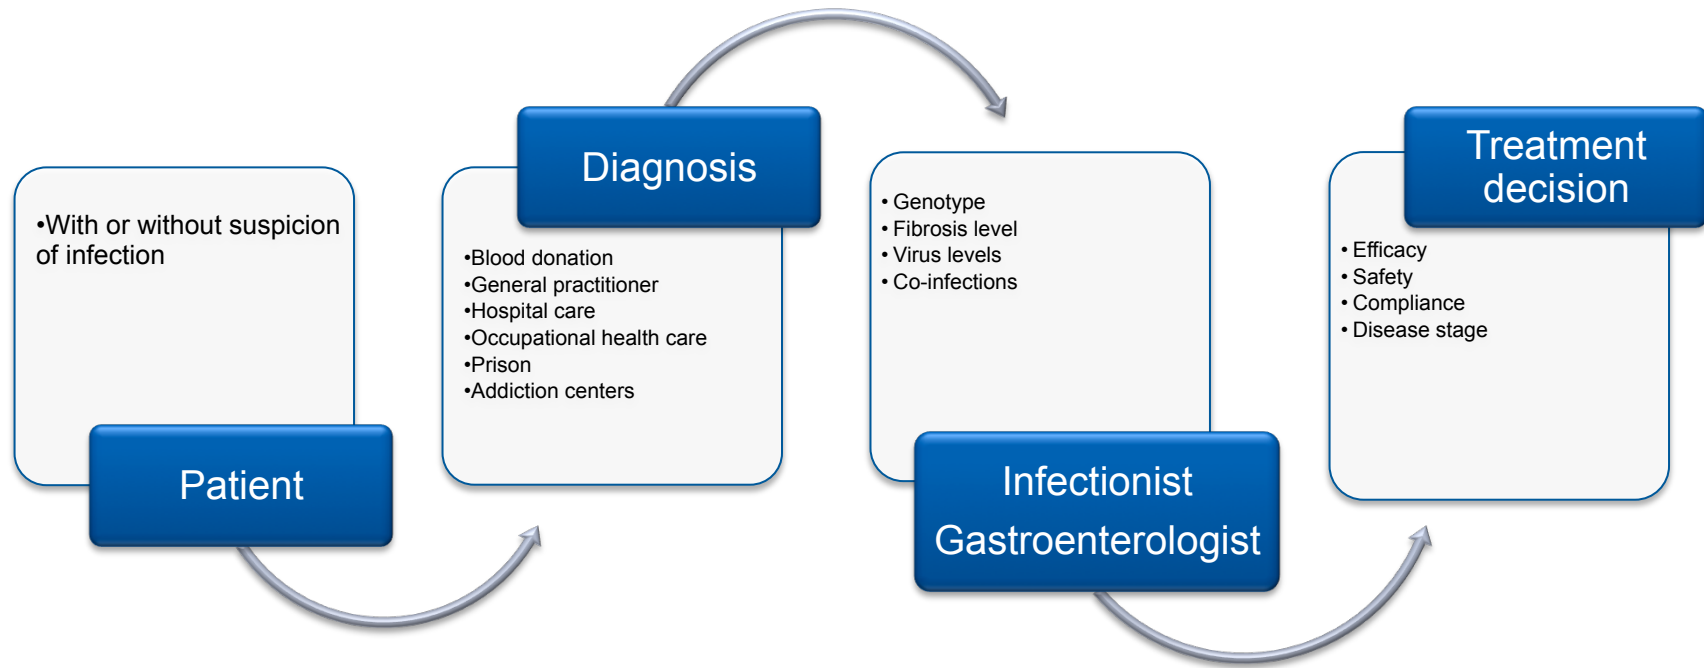 •With or without suspicion
of infection
Patient
Diagnosis
•Blood donation
•General practitioner
•Hospital care
•Occupational health care
•Prison
•Addiction centers
• Genotype
• Fibrosis level
• Virus levels
• Co-infections
Infectionist
Gastroenterologist
Treatment
decision
• Efficacy
• Safety
• Compliance
• Disease stage